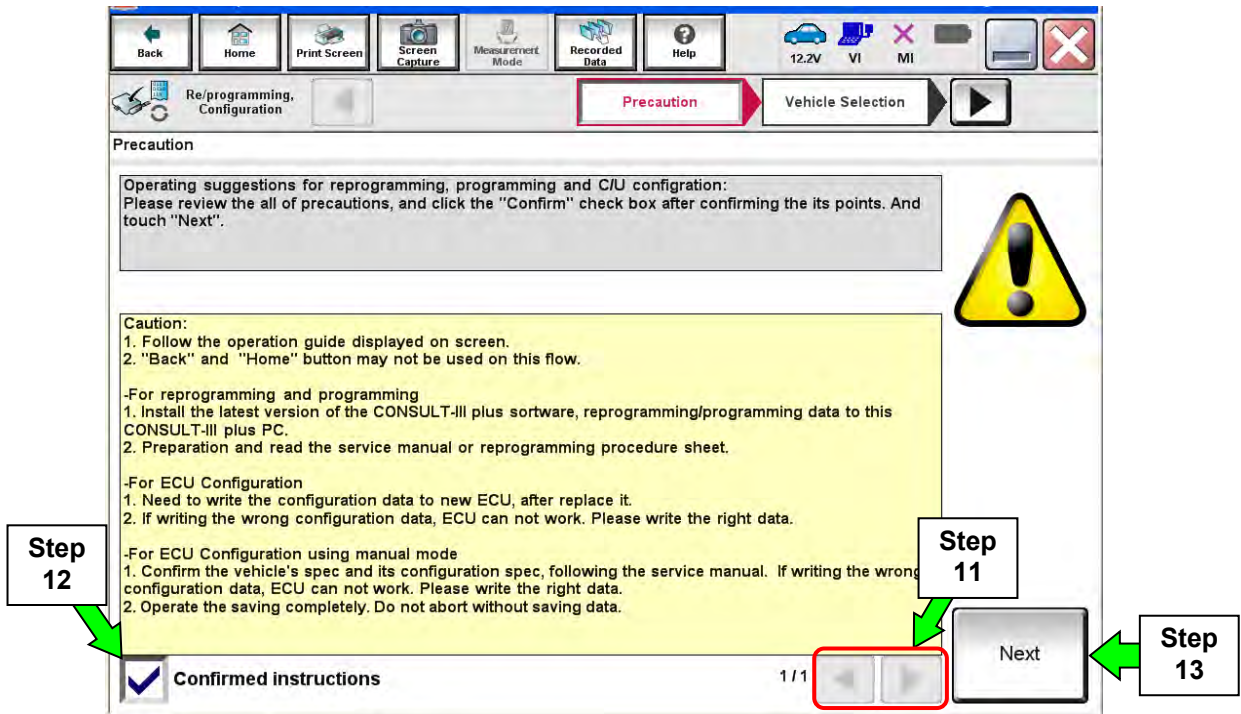 Back
Home
Print Screen
Screen
Capture
Measurement
Mode
Recorded
Data
Help
12.2V
VI
MI
Re/programming,
Configuration
Precaution
Vehicle Selection
Precaution
Operating suggestions for reprogramming, programming and C/U configration:
Please review the all of precautions, and click the "Confirm" check box after confirming the its points. And
touch "Next".
Caution:
1. Follow the operation guide displayed on screen.
2. "Back" and "Home" button may not be used on this flow.
-For reprogramming and programming
1. Install the latest version of the CONSULT-III plus sortware, reprogramming/programming data to this
CONSULT-III plus PC.
2. Preparation and read the service manual or reprogramming procedure sheet.
-For ECU Configuration
1. Need to write the configuration data to new ECU, after replace it.
2. If writing the wrong configuration data, ECU can not work. Please write the right data.
-For ECU Configuration using manual mode
1. Confirm the vehicle's spec and its configuration spec, following the service manual. If writing the wrong
configuration data, ECU can not work. Please write the right data.
2. Operate the saving completely. Do not abort without saving data.
Step
12
Step
11
Confirmed instructions
1/1
Next
Step
13